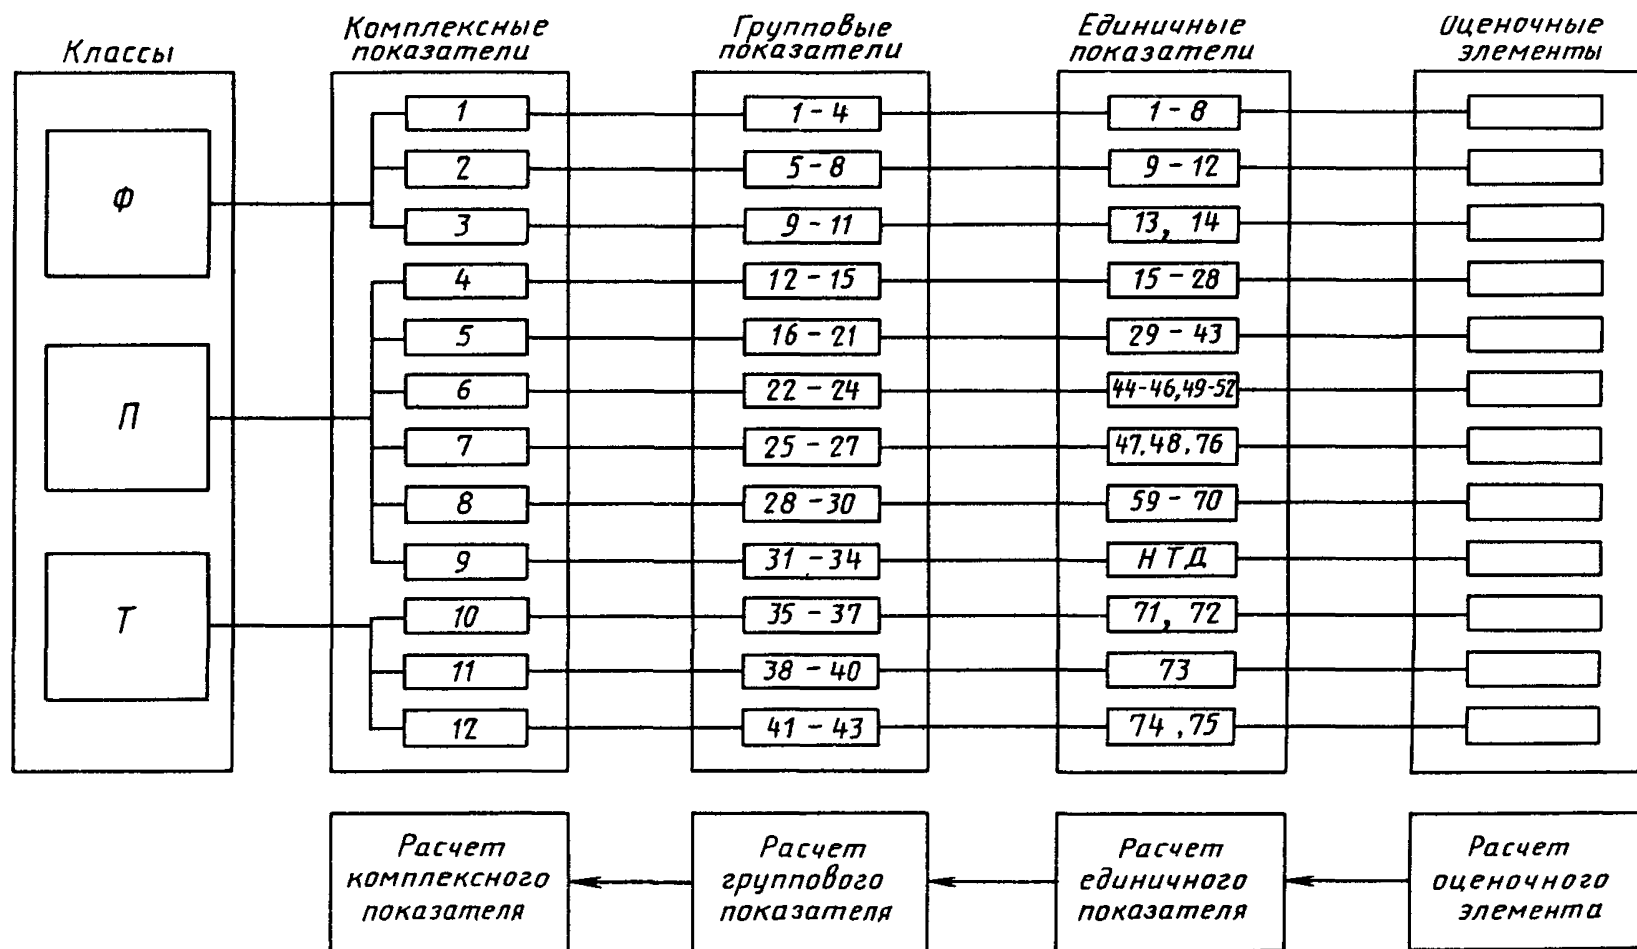 Классы
Комплексные
показатели
Групповые
показатели
Единичные
показатели
Оценочные
элементы
Ф
П
Т
1
1 - 4
1 - 8
2
5 - 8
9 - 12
3
9 - 11
13, 14
4
12 - 15
15 - 28
5
16 - 21
29 - 43
6
22 - 24
44-46,49-52
7
25 - 27
47,48,76
8
28 - 30
59 - 70
9
31 - 34
НТД
10
35 - 37
71, 72
11
38 - 40
73
12
41 - 43
74 ,75
Расчет
комплексного
показателя
Расчет
группового
показателя
Расчет
единичного
показателя
Расчет
оценочного
элемента